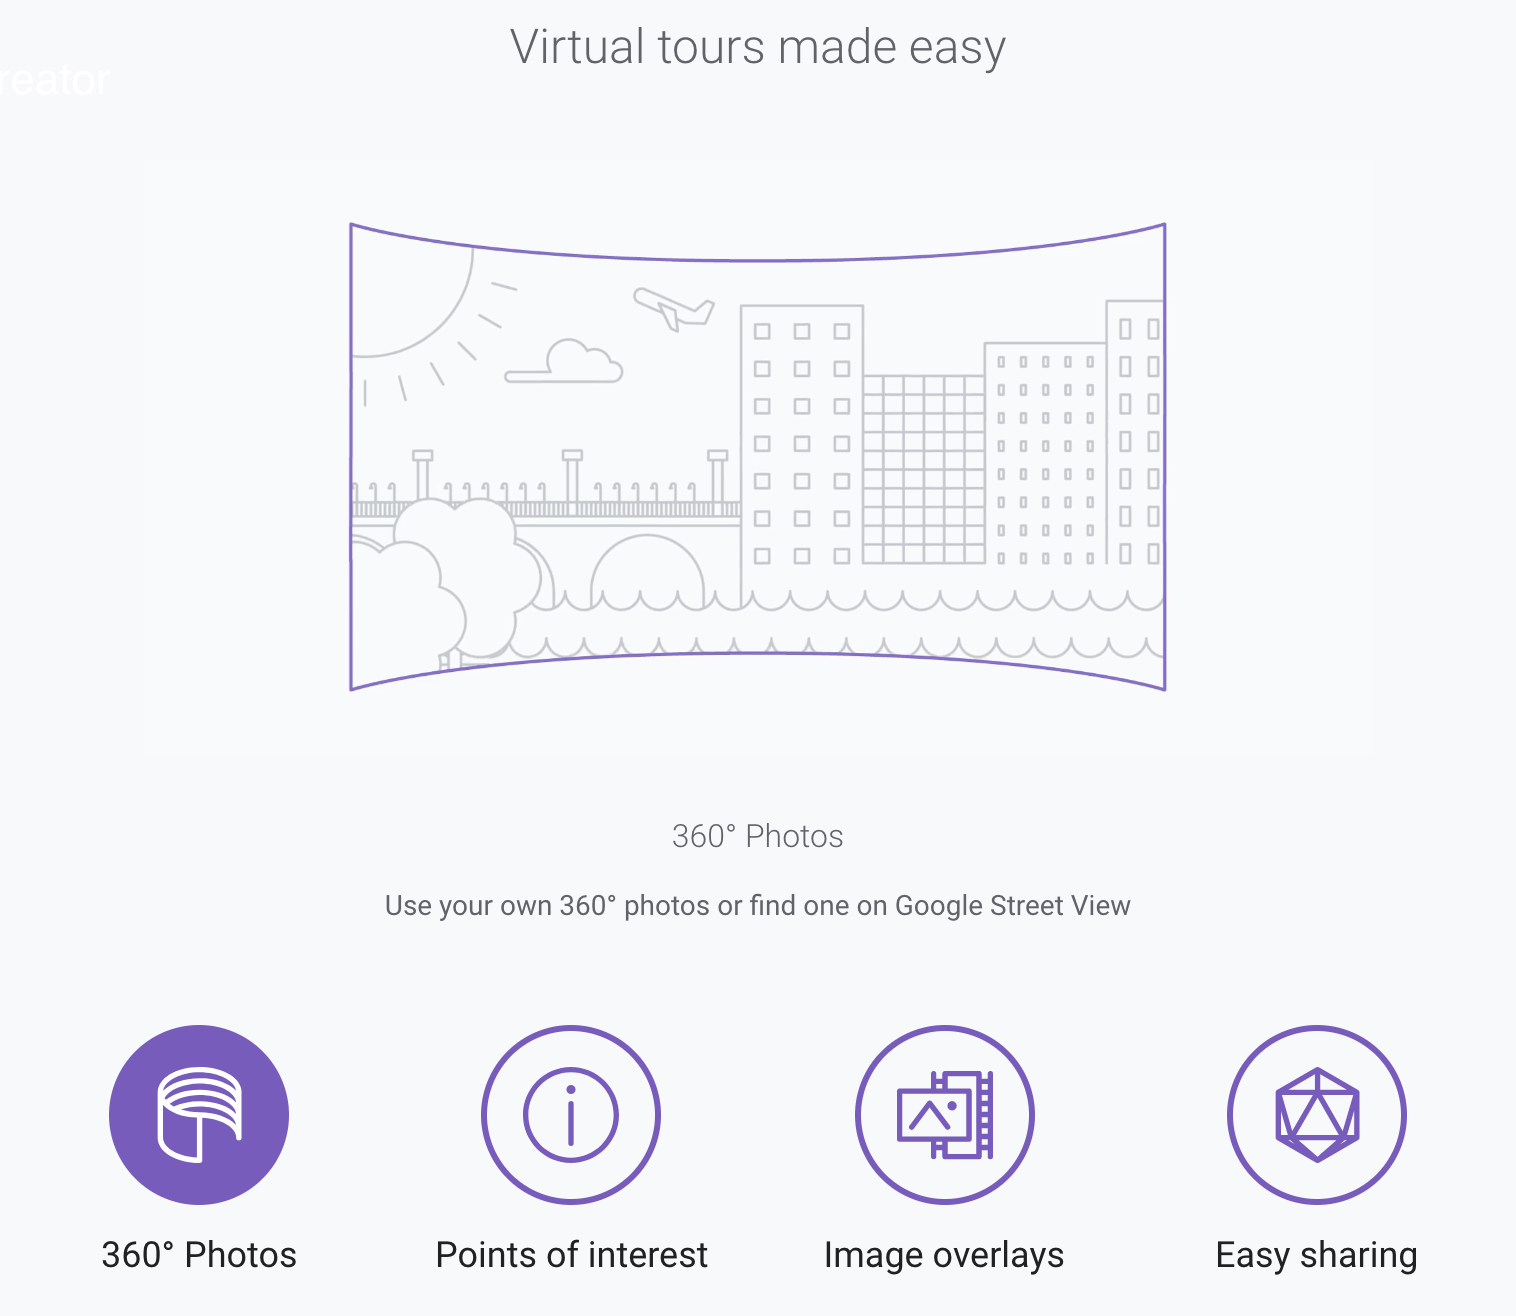 Virtual tours made easy
reator
360° Photos
Use your own 360° photos or find one on Google Street View
360° Photos
Points of interest
Image overlays
Easy sharing